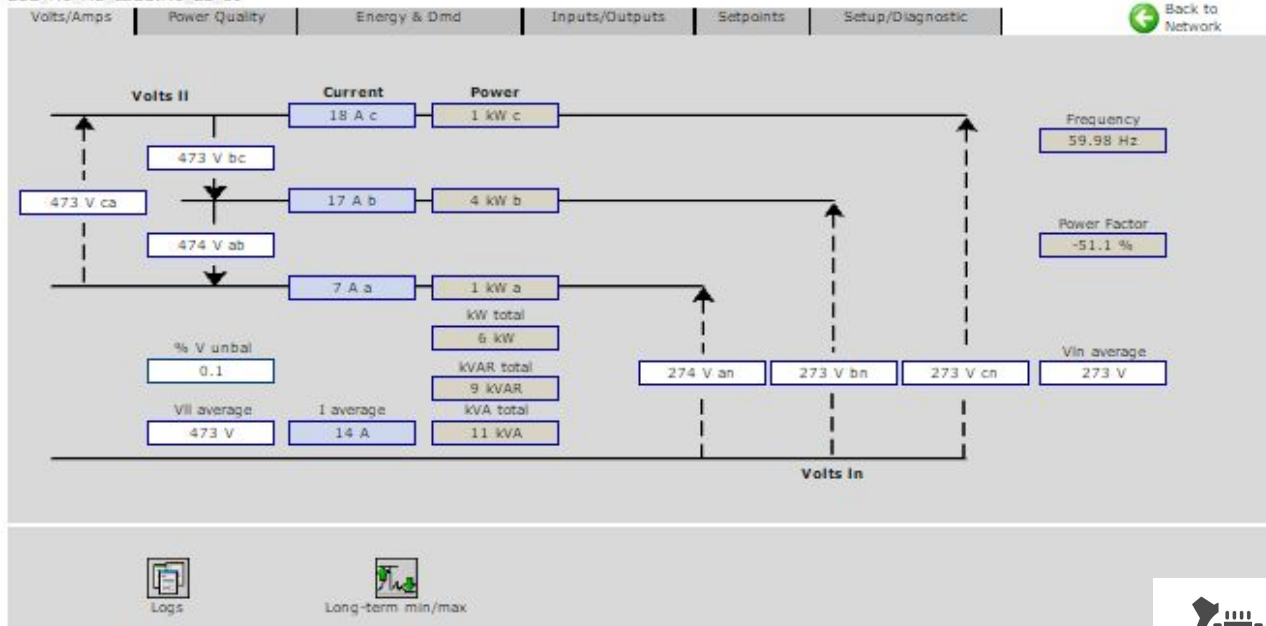 Volts/Amps Power Quality Energy & Dmd Inputs/Outputs Setpoints Setup/Diagnostic Back to Network
Volts ll Current Power
18 A c 1 kW c
Frequency
59.98 Hz
473 V bc
473 V ca 17 A b 4 kW b
Power Factor
-51.1 %
474 V ab
7 A a 1 kW a
kW total
6 kW
% V unbal
0.1
kVAR total
9 kVAR
274 V an 273 V bn 273 V cn
Vln average
273 V
Vll average I average kVA total
473 V 14 A 11 kVA
Volts ln
Logs Long-term min/max